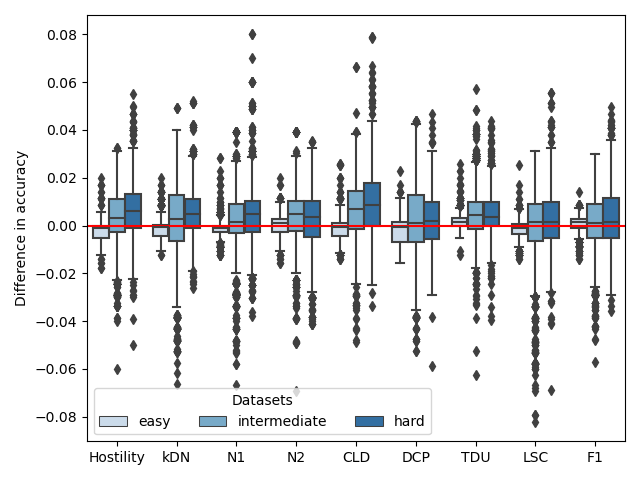 0.08
0.06
0.04
0.02
0.00
−0.02
−0.04
−0.06
−0.08
Difference in accuracy
Datasets
easy intermediate hard
Hostility kDN N1 N2 CLD DCP TDU LSC F1